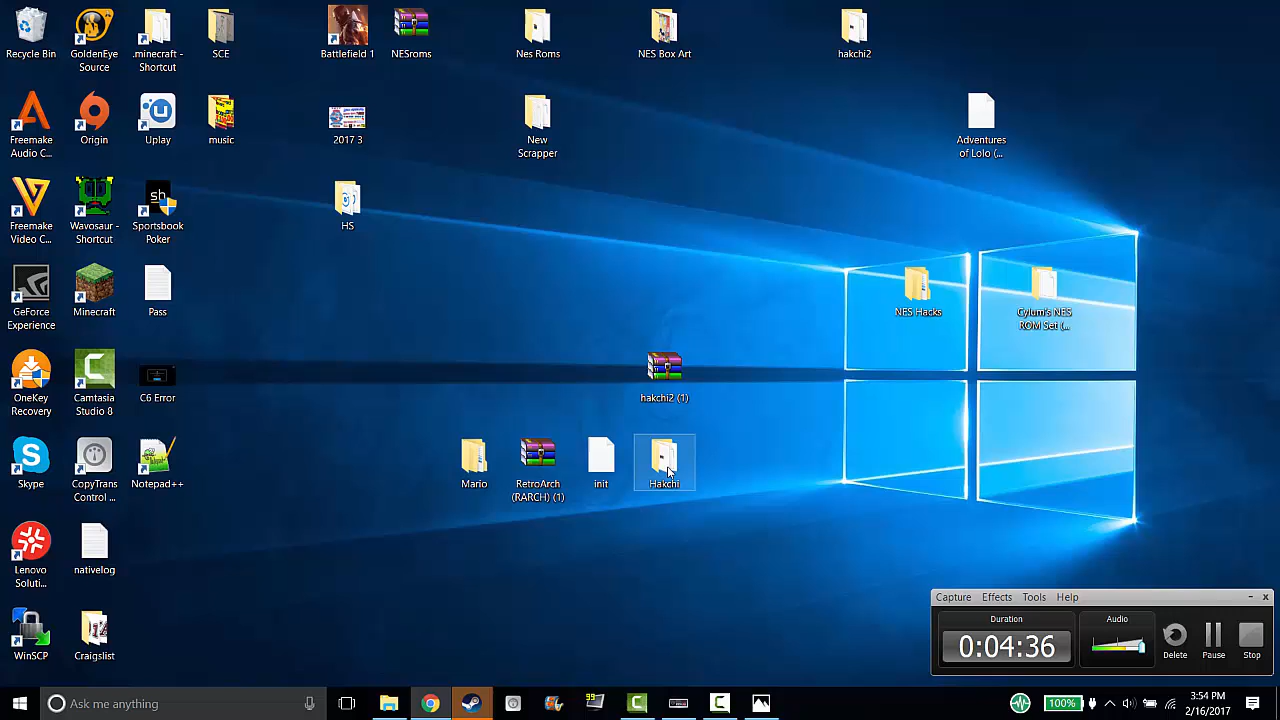 Recycle Bin
GoldenEye
Source
.minecraft -
Shortcut
SCE
Battlefield 1
NESroms
Nes Roms
NES Box Art
hakchi2
Freemake
Audio C...
Origin
Uplay
music
2017 3
New
Scrapper
Adventures
of Lolo (...
Freemake
Video C...
Wavosaur -
Shortcut
sh
Sportsbook
Poker
HS
GeForce
Experience
Minecraft
Pass
NES Hacks
Cylum's NES
ROM Set (...
OneKey
Recovery
Camtasia
Studio 8
C6 Error
hakchi2 (1)
Skype
CopyTrans
Control ...
Notepad++
Mario
RetroArch
(RARCH) (1)
init
Hakchi
Lenovo
Soluti...
nativelog
WinSCP
Craigslist
Capture Effects Tools Help
Duration
0:04:36
Audio
Delete
Pause
Stop
Ask me anything
99
100%
3:54 PM
2/16/2017